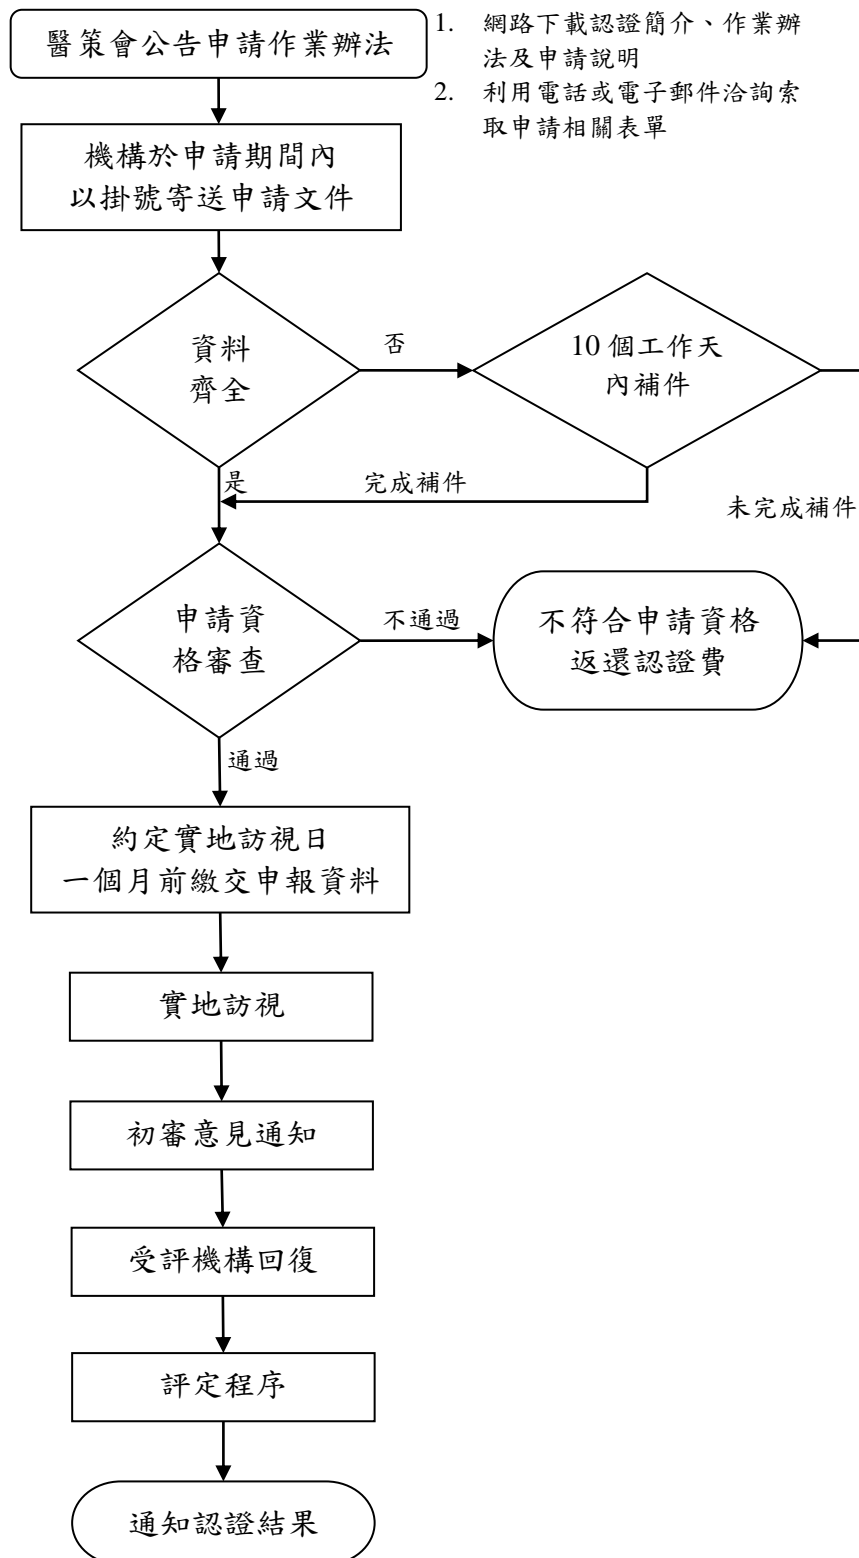 醫策會公告申請作業辦法
1. 網路下載認證簡介、作業辦
法及申請說明
2. 利用電話或電子郵件洽詢索
取申請相關表單
機構於申請期間內
以掛號寄送申請文件
資料
齊全
否
10 個工作天
內補件
是
完成補件
未完成補件
申請資
格審查
不通過
不符合申請資格
返還認證費
通過
約定實地訪視日
一個月前繳交申報資料
實地訪視
初審意見通知
受評機構回復
評定程序
通知認證結果